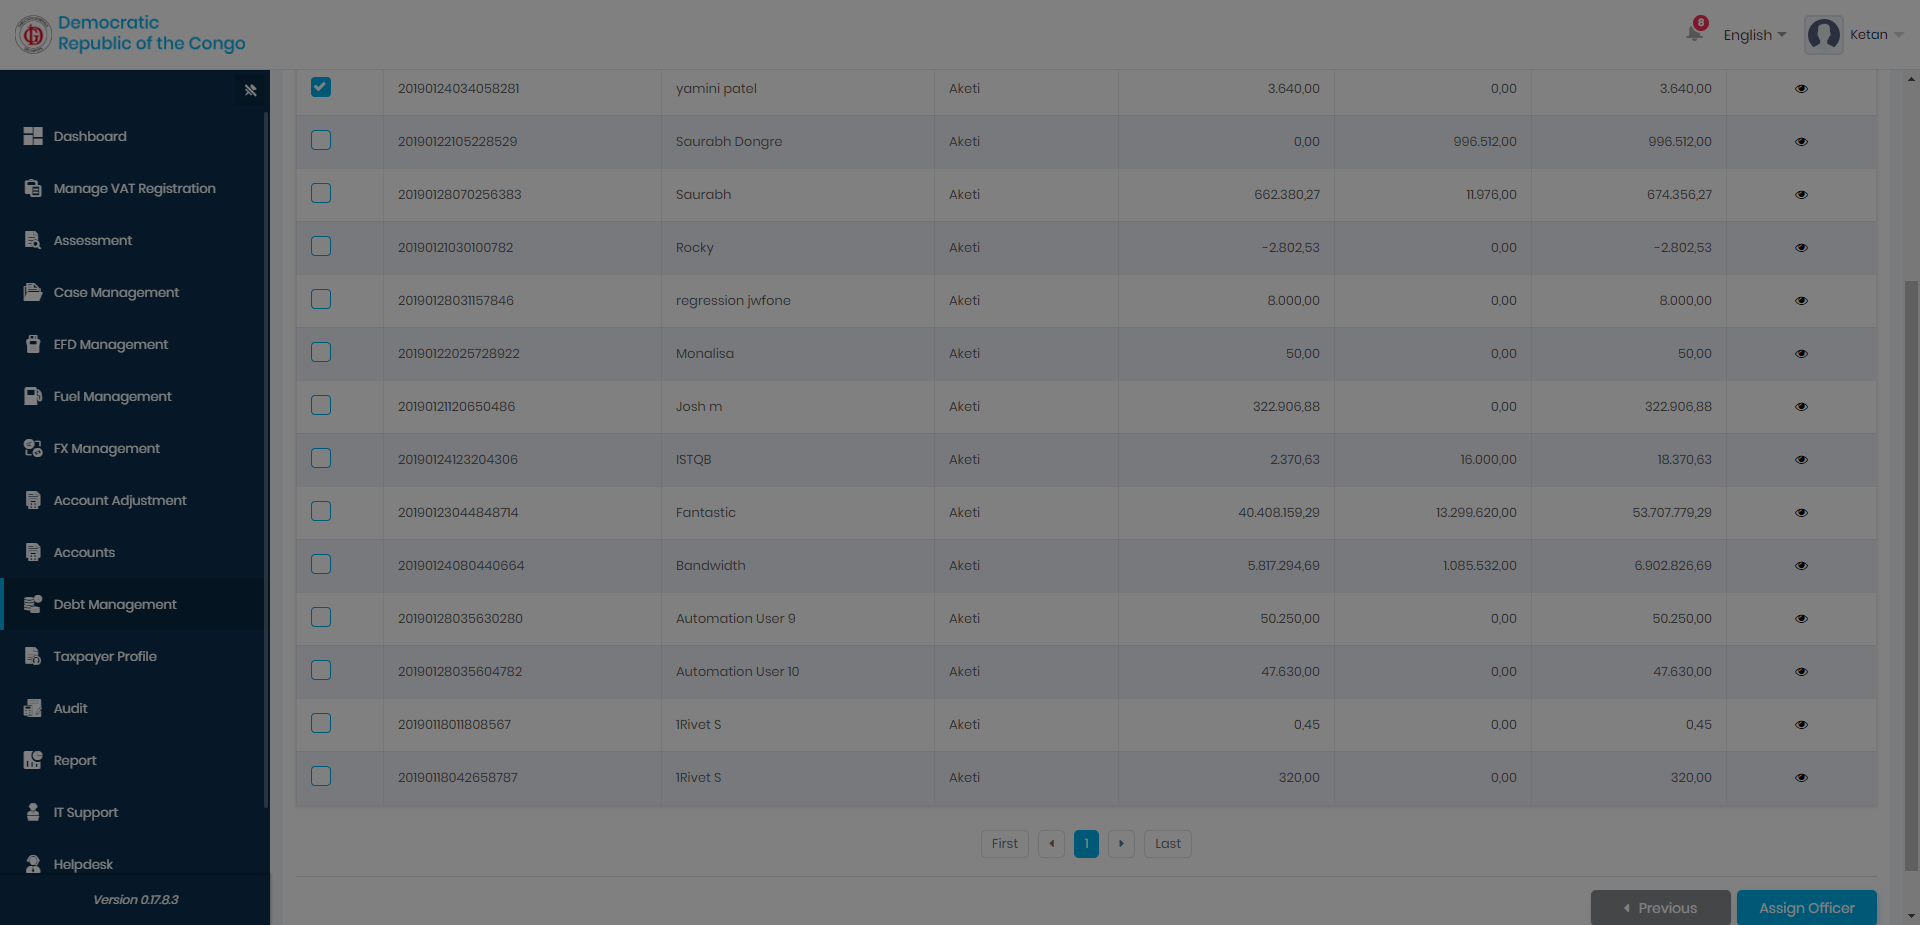 Democratic
Republic of the Congo
8
English
Ketan
Dashboard
Manage VAT Registration
Assessment
Case Management
EFD Management
Fuel Management
FX Management
Account Adjustment
Accounts
Debt Management
Taxpayer Profile
Audit
Report
IT Support
Helpdesk
Version 0.17.8.3
20190124034058281 yamini patel Aketi 3.640,00 0,00 3.640,00
20190122105228529 Saurabh Dongre Aketi 0,00 996.512,00 996.512,00
20190128070256383 Saurabh Aketi 662.380,27 11.976,00 674.356,27
20190121030100782 Rocky Aketi -2.802,53 0,00 -2.802,53
20190128031157846 regression jwfone Aketi 8.000,00 0,00 8.000,00
20190122025728922 Monalisa Aketi 50,00 0,00 50,00
20190121120650486 Josh m Aketi 322.906,88 0,00 322.906,88
20190124123204306 ISTQB Aketi 2.370,63 16.000,00 18.370,63
20190123044848714 Fantastic Aketi 40.408.159,29 13.299.620,00 53.707.779,29
20190124080440664 Bandwidth Aketi 5.817.294,69 1.085.532,00 6.902.826,69
20190128035630280 Automation User 9 Aketi 50.250,00 0,00 50.250,00
20190128035604782 Automation User 10 Aketi 47.630,00 0,00 47.630,00
20190118011808567 1Rivet S Aketi 0,45 0,00 0,45
20190118042658787 1Rivet S Aketi 320,00 0,00 320,00
First 1 Last
Previous Assign Officer